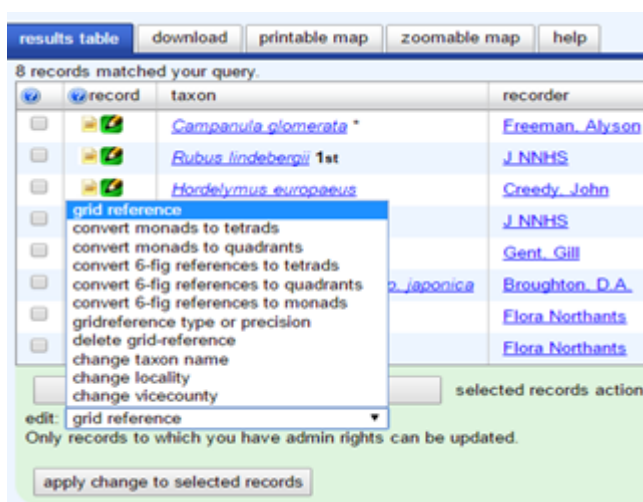 results table download printable map zoomable map help
8 records matched your query.
record taxon recorder
Campanula glomerata * Freeman, Alyson
Rubus lindebergii 1st J NNHS
Hordelymus europaeus Creedy, John
grid reference
J NNHS
convert monads to tetrads
convert monads to quadrants
Gent, Gill
convert 6-fig references to tetrads
convert 6-fig references to quadrants
p. japonica Broughton, D.A.
convert 6-fig references to monads
gridreference type or precision
Flora Northants
delete grid-reference
change taxon name
Flora Northants
change locality
change vicecounty
selected records action
edit: grid reference
Only records to which you have admin rights can be updated.
apply change to selected records